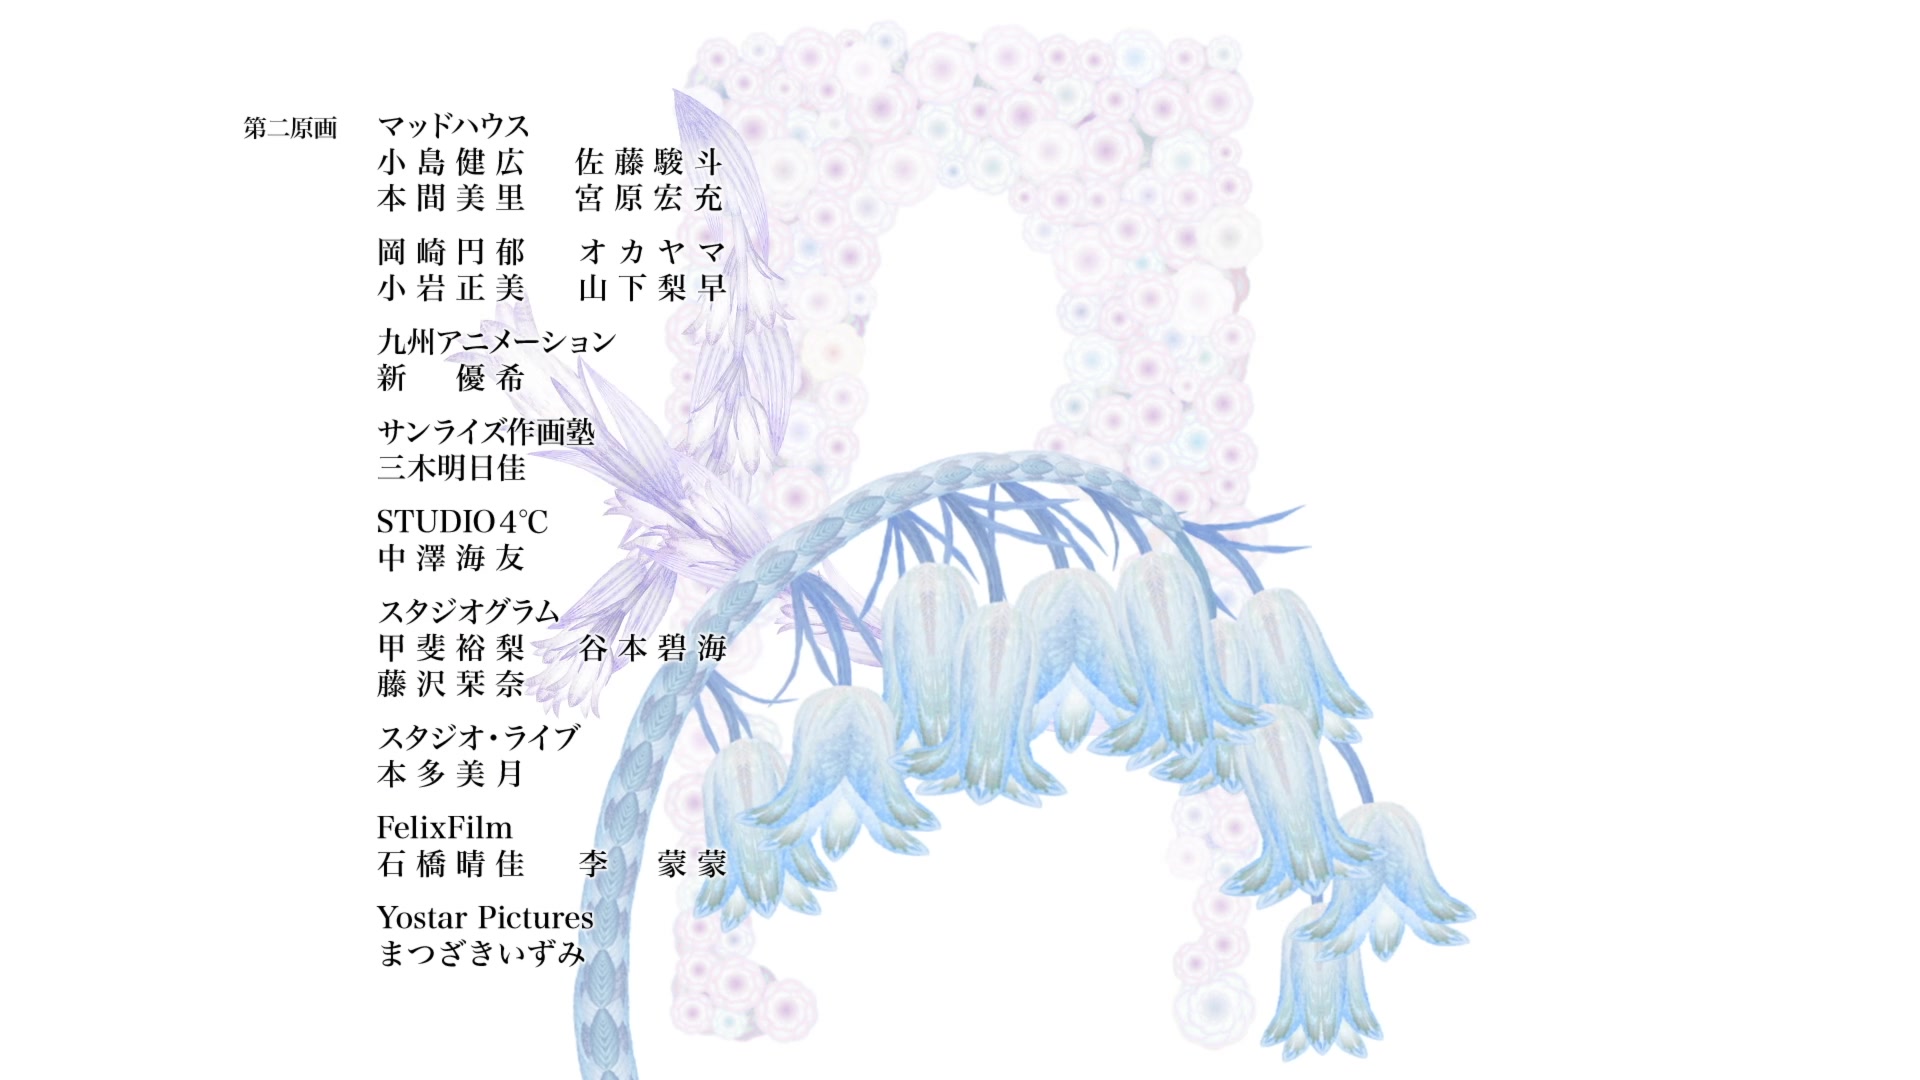 第二原画 マッドハウス
小島健広 佐藤駿斗
本間美里 宮原宏充
岡崎円郁 オカヤマ
小岩正美 山下梨早
九州アニメーション
新 優希
サンライズ作画塾
三木明日佳
STUDIO4℃
中澤海友
スタジオグラム
甲斐裕梨 谷本碧海
藤沢栞奈
スタジオ・ライブ
本多美月
FelixFilm
石橋晴佳 李 蒙蒙
Yostar Pictures
まつざきいずみ